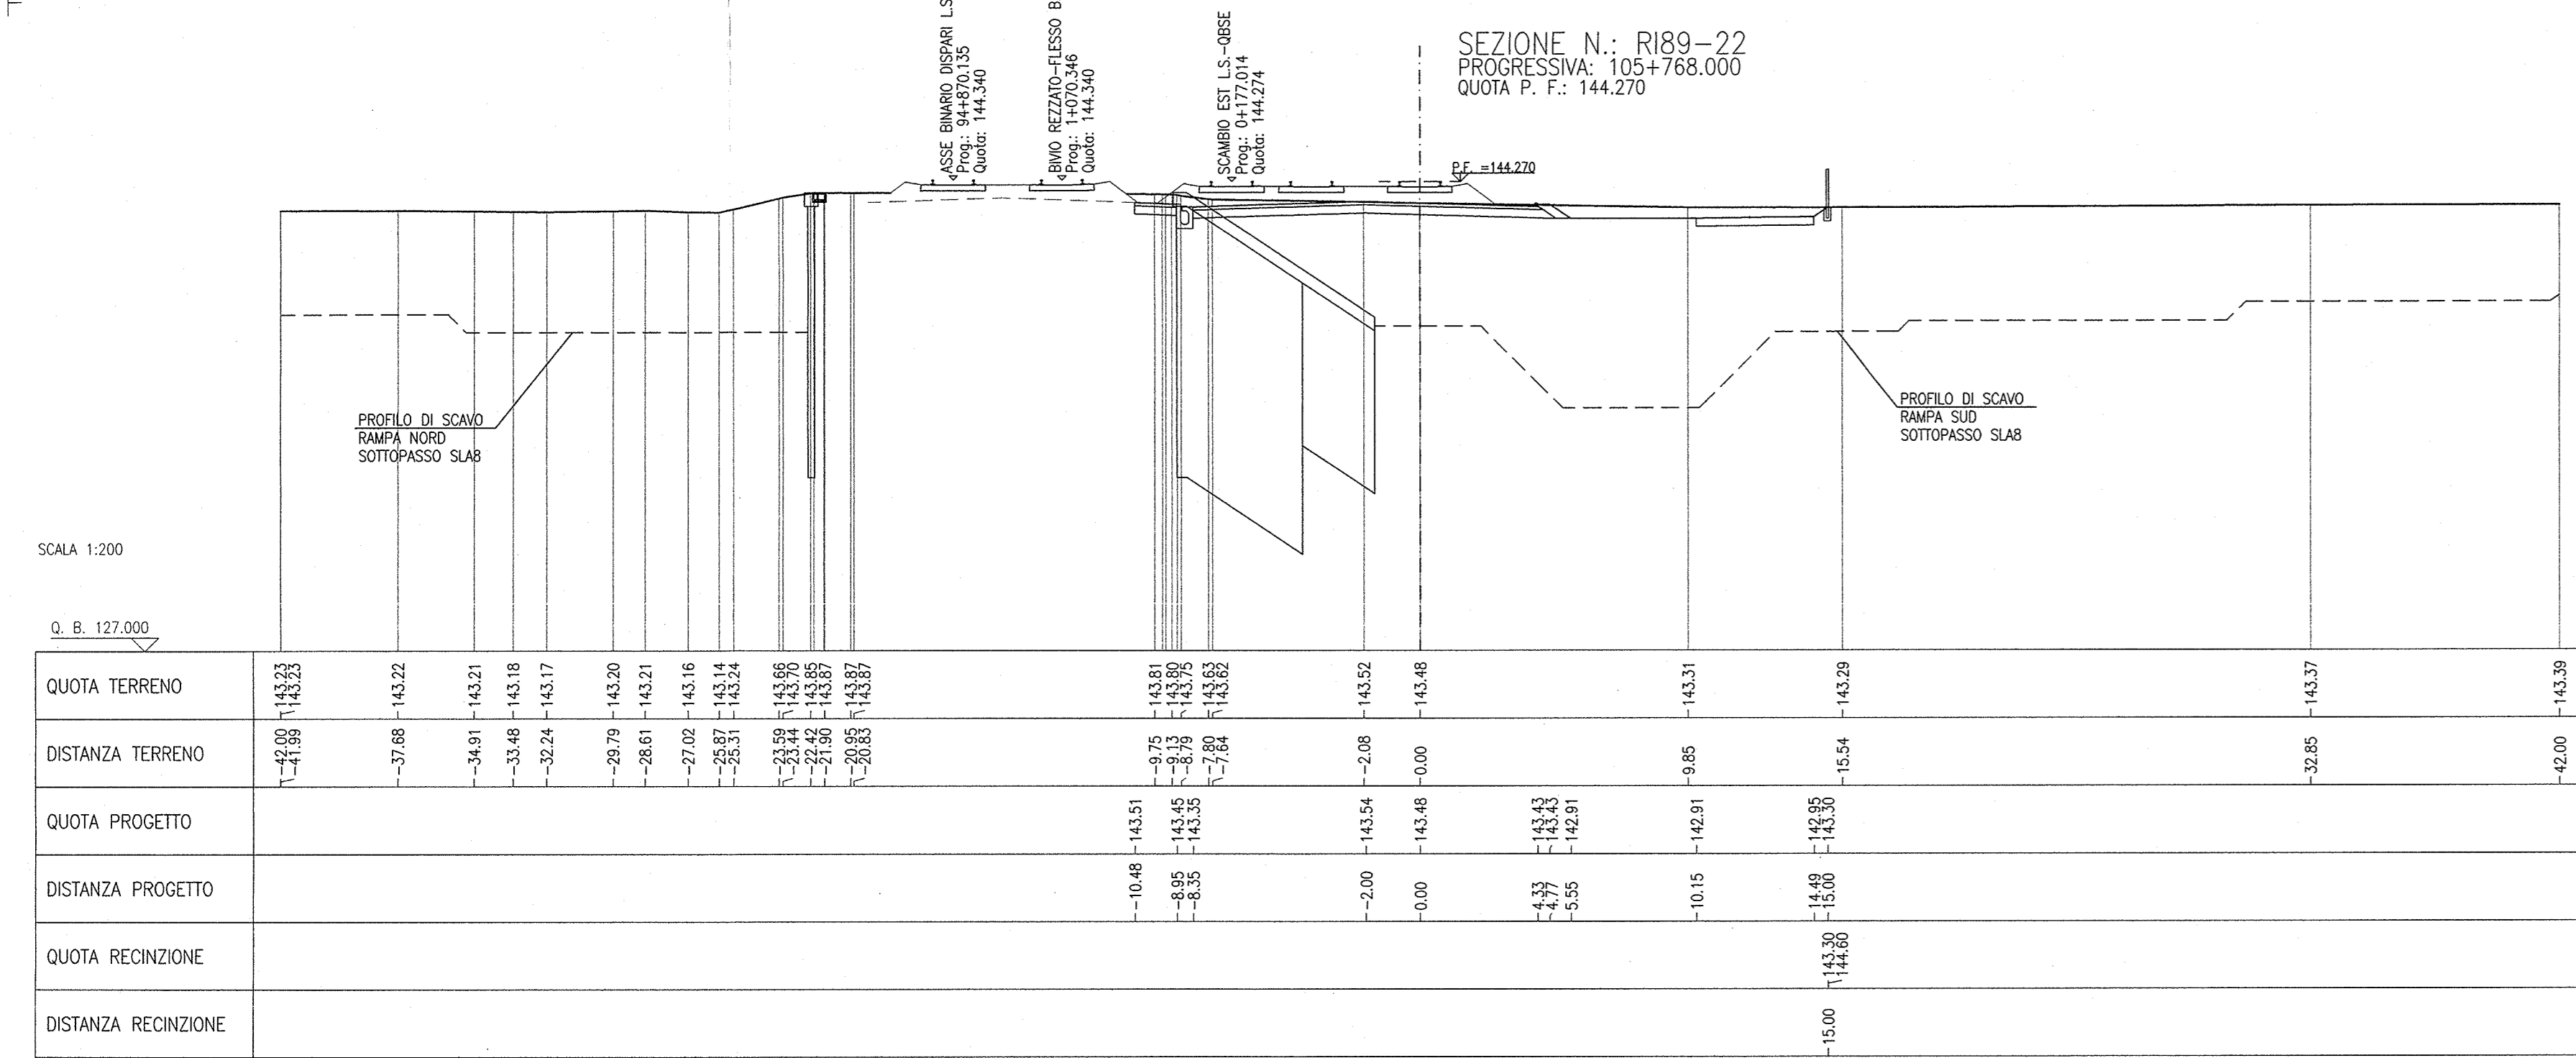 ASSE BINARIO DISPARI L.S
Prog.: 94+870.135
Quota: 144.340
BIVIO REZZATO-FLESSO B
Prog.: 1+070.346
Quota: 144.340
SCAMBIO EST L.S.-QBSE
Prog.: 0+177.014
Quota: 144.274
SEZIONE N.: RI89-22
PROGRESSIVA: 105+768.000
QUOTA P. F.: 144.270
P.F. =144.270
PROFILO DI SCAVO
RAMPA NORD
SOTTOPASSO SLA8
PROFILO DI SCAVO
RAMPA SUD
SOTTOPASSO SLA8
SCALA 1:200
Q. B. 127.000
QUOTA TERRENO 143.23 143.23 143.22 143.21 143.18 143.17 143.20 143.21 143.16 143.14 143.24 143.66 143.70 143.85 143.87 143.87 143.87 143.81 143.80 143.75 143.63 143.62 143.52 143.48 143.31 143.29 143.37 143.39
DISTANZA TERRENO -42.00 -41.99 -37.68 -34.91 -33.48 -32.24 -29.79 -28.61 -27.02 -25.87 -25.31 -23.59 -23.44 -22.42 -21.90 -20.95 -20.83 -9.75 -9.13 -8.79 -7.80 -7.64 -2.08 -0.00 9.85 15.54 32.85 42.00
QUOTA PROGETTO 143.51 143.45 143.35 143.54 143.48 143.43 143.43 142.91 142.91 142.95 143.30
DISTANZA PROGETTO -10.48 -8.95 -8.35 -2.00 0.00 4.33 4.77 5.55 10.15 14.49 15.00
QUOTA RECINZIONE 143.30 144.60
DISTANZA RECINZIONE 15.00